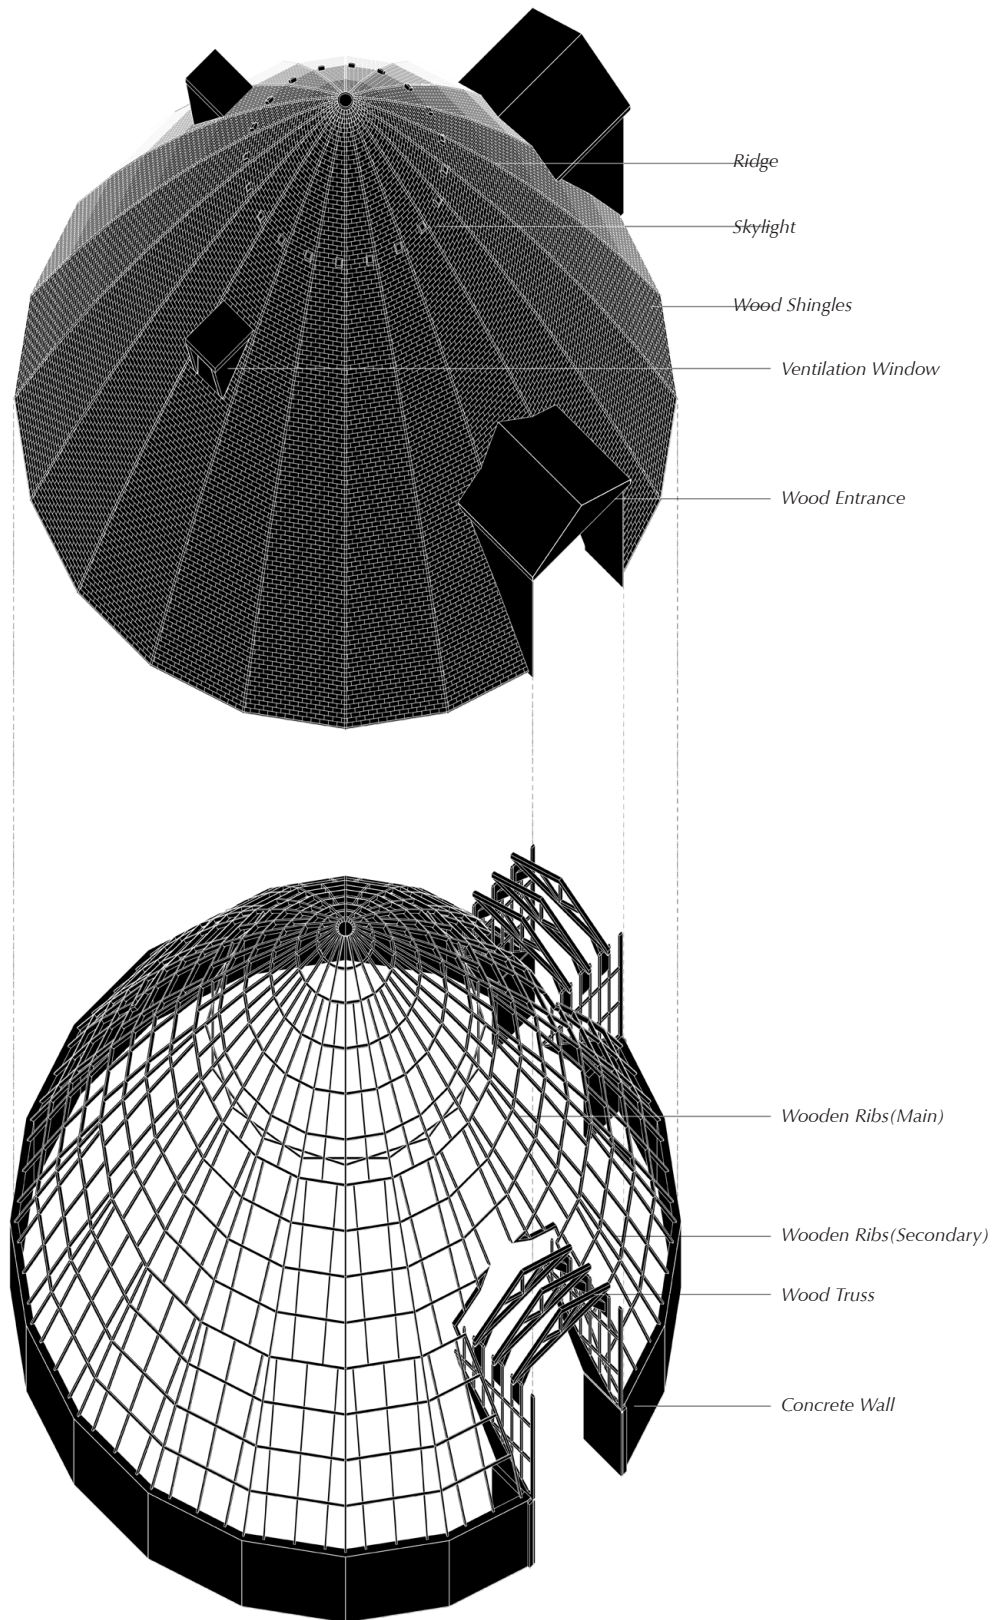 Ridge
Skylight
Wood Shingles
Ventilation Window
Wood Entrance
Wooden Ribs(Main)
Wooden Ribs(Secondary)
Wood Truss
Concrete Wall